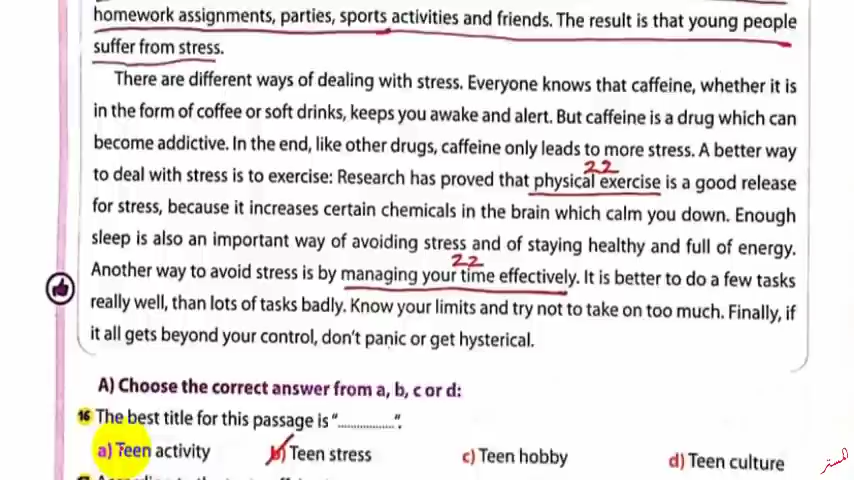 homework assignments, parties, sports activities and friends. The result is that young people
suffer from stress.
There are different ways of dealing with stress. Everyone knows that caffeine, whether it is
in the form of coffee or soft drinks, keeps you awake and alert. But caffeine is a drug which can
become addictive. In the end, like other drugs, caffeine only leads to more stress. A better way
22
to deal with stress is to exercise: Research has proved that physical exercise is a good release
for stress, because it increases certain chemicals in the brain which calm you down. Enough
sleep is also an important way of avoiding stress and of staying healthy and full of energy.
22
Another way to avoid stress is by managing your time effectively. It is better to do a few tasks
really well, than lots of tasks badly. Know your limits and try not to take on too much. Finally, if
it all gets beyond your control, don't panic or get hysterical.
A) Choose the correct answer from a, b, c or d:
16 The best title for this passage is "...............".
a) Teen activity b) Teen stress c) Teen hobby d) Teen culture